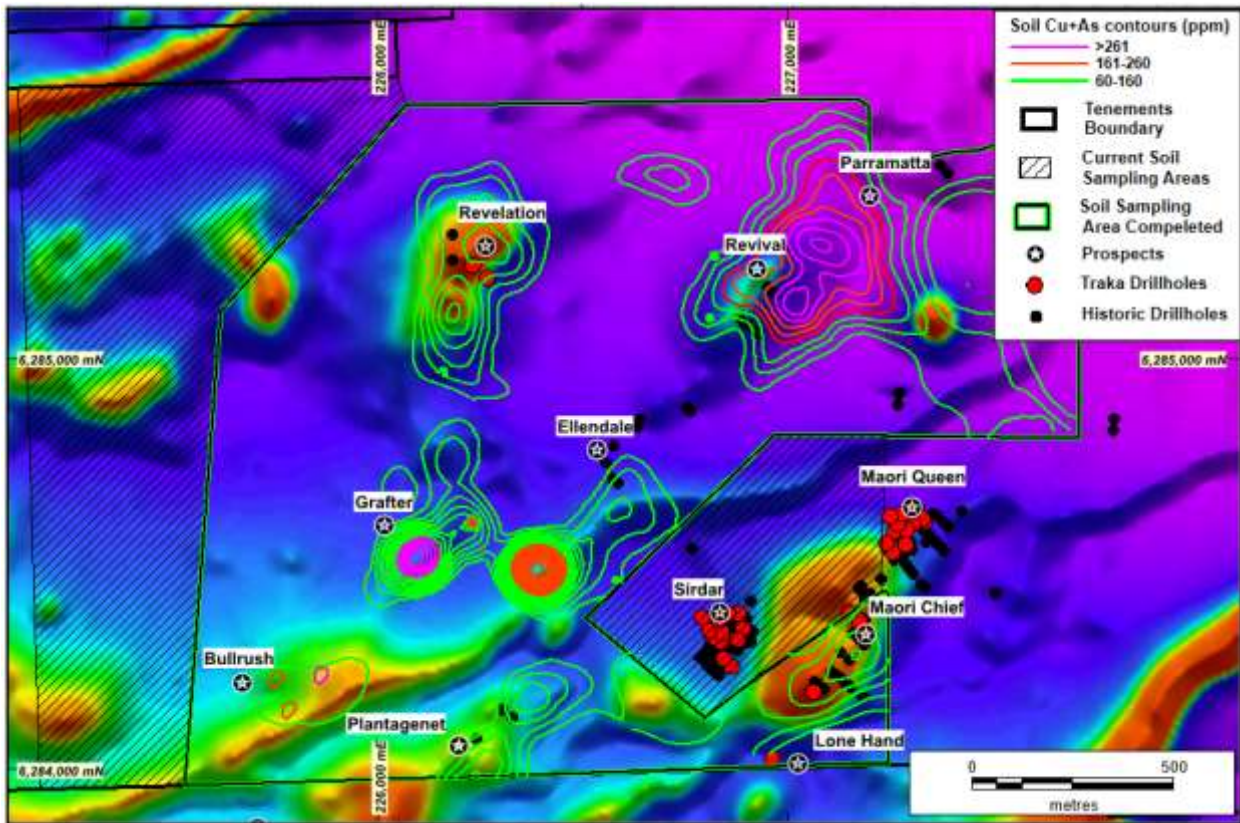 226,000 mE
227,000 mE
Soil Cu+As contours (ppm)
>261
161-260
60-160
Tenements
Boundary
Current Soil
Sampling Areas
Soil Sampling
Area Compeleted
Prospects
Traka Drillholes
Historic Drillholes
Parramatta
Revelation
Revival
6,285,000 mN
6,285,000 mN
Ellendale
Maori Queen
Grafter
Sirdar
Maori Chief
Bullrush
Plantagenet
Lone Hand
6,284,000 mN
226,000 mE
0 500
metres